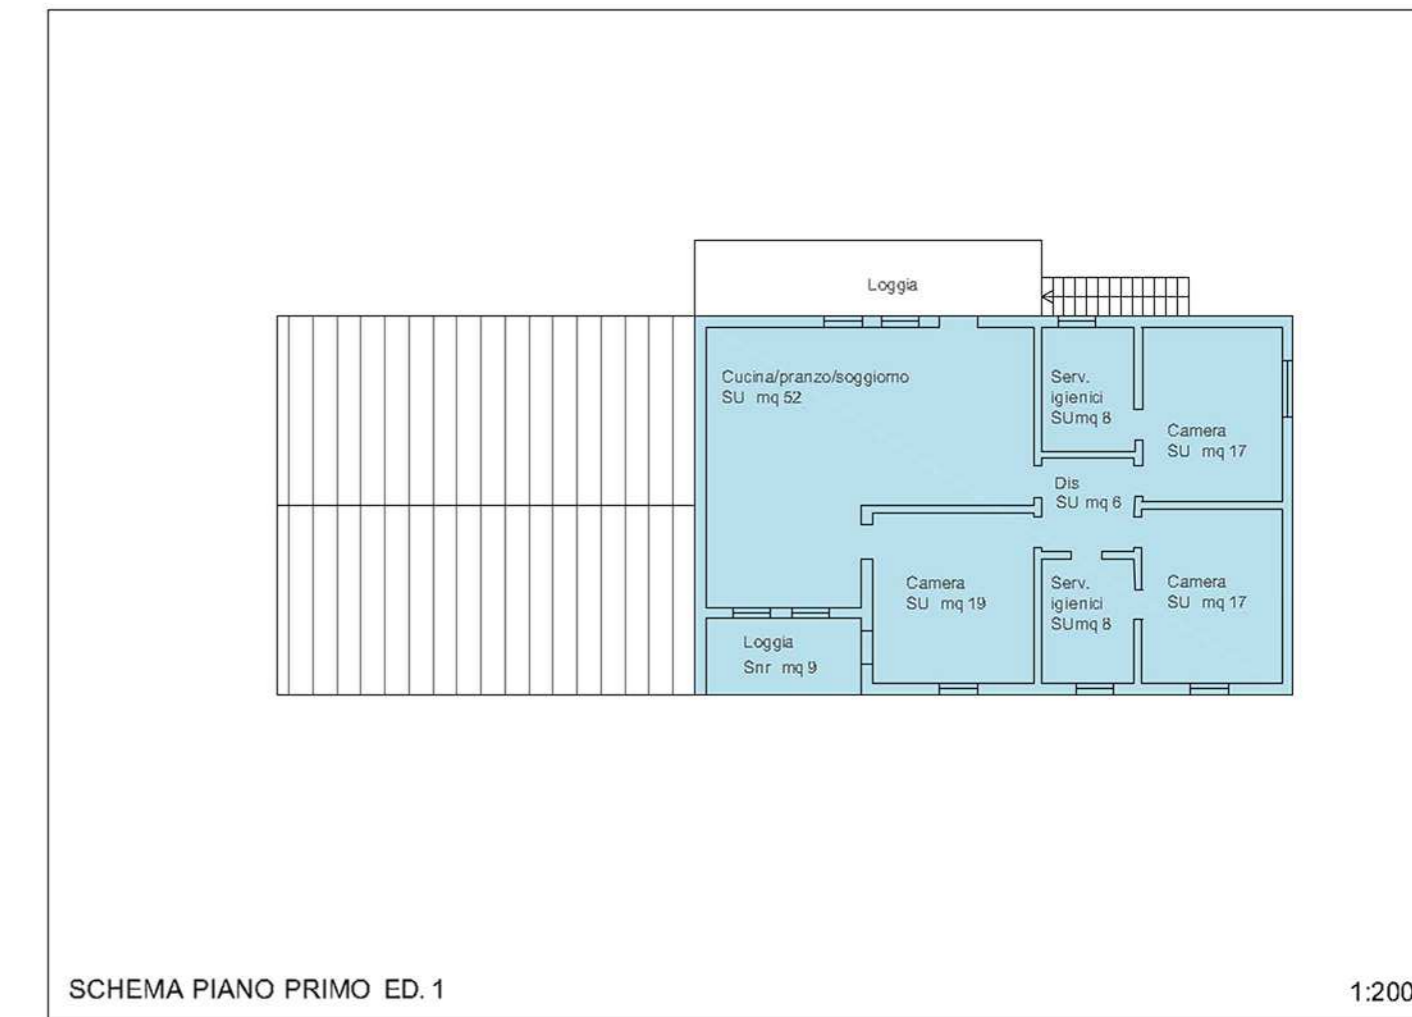 Loggia
Cucina/pranzo/soggiorno
SU mq 52
Serv.
igienici
SUmq 8
Camera
SU mq 17
Dis
SU mq 6
Camera
SU mq 19
Serv.
igienici
SUmq 8
Camera
SU mq 17
Loggia
Snr mq 9
SCHEMA PIANO PRIMO ED. 1
1:200